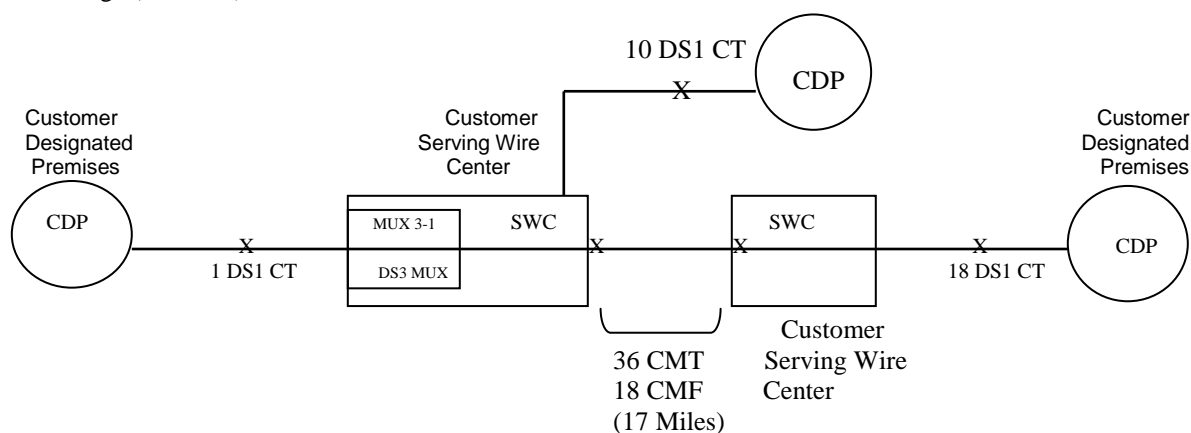 10 DS1 CT
CDP
X
Customer
Designated
Premises
Customer
Serving Wire
Center
Customer
Designated
Premises
CDP
MUX 3-1
SWC
SWC
CDP
X
X
X
X
1 DS1 CT
DS3 MUX
18 DS1 CT
36 CMT
18 CMF
(17 Miles)
Customer
Serving Wire
Center